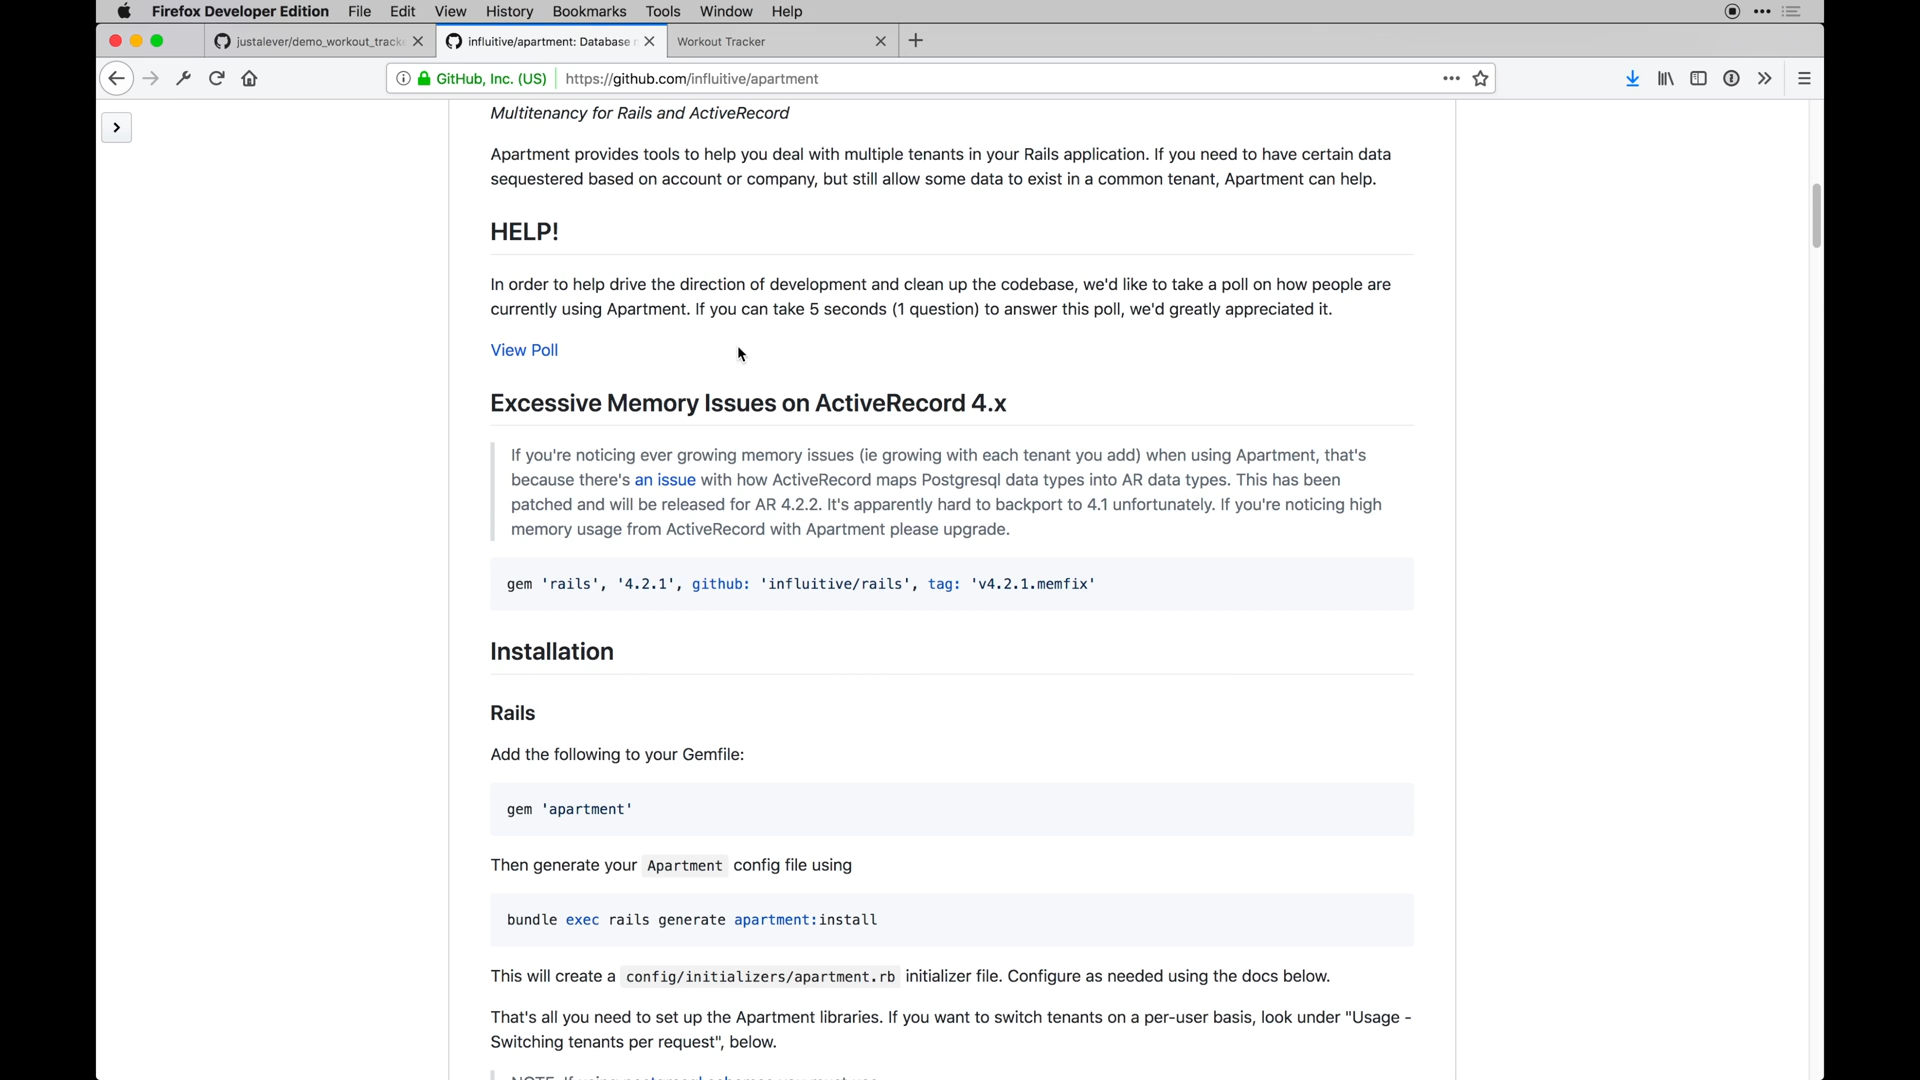 Firefox Developer Edition File Edit View History Bookmarks Tools Window Help
justalever/demo_workout_track
influitive/apartment: Database
Workout Tracker
GitHub, Inc. (US) https://github.com/influitive/apartment
Multitenancy for Rails and ActiveRecord
Apartment provides tools to help you deal with multiple tenants in your Rails application. If you need to have certain data
sequestered based on account or company, but still allow some data to exist in a common tenant, Apartment can help.
HELP!
In order to help drive the direction of development and clean up the codebase, we'd like to take a poll on how people are
currently using Apartment. If you can take 5 seconds (1 question) to answer this poll, we'd greatly appreciated it.
View Poll
Excessive Memory Issues on ActiveRecord 4.x
If you're noticing ever growing memory issues (ie growing with each tenant you add) when using Apartment, that's
because there's an issue with how ActiveRecord maps Postgresql data types into AR data types. This has been
patched and will be released for AR 4.2.2. It's apparently hard to backport to 4.1 unfortunately. If you're noticing high
memory usage from ActiveRecord with Apartment please upgrade.
gem 'rails', '4.2.1', github: 'influitive/rails', tag: 'v4.2.1.memfix'
Installation
Rails
Add the following to your Gemfile:
gem 'apartment'
Then generate your Apartment config file using
bundle exec rails generate apartment:install
This will create a config/initializers/apartment.rb initializer file. Configure as needed using the docs below.
That's all you need to set up the Apartment libraries. If you want to switch tenants on a per-user basis, look under "Usage -
Switching tenants per request", below.